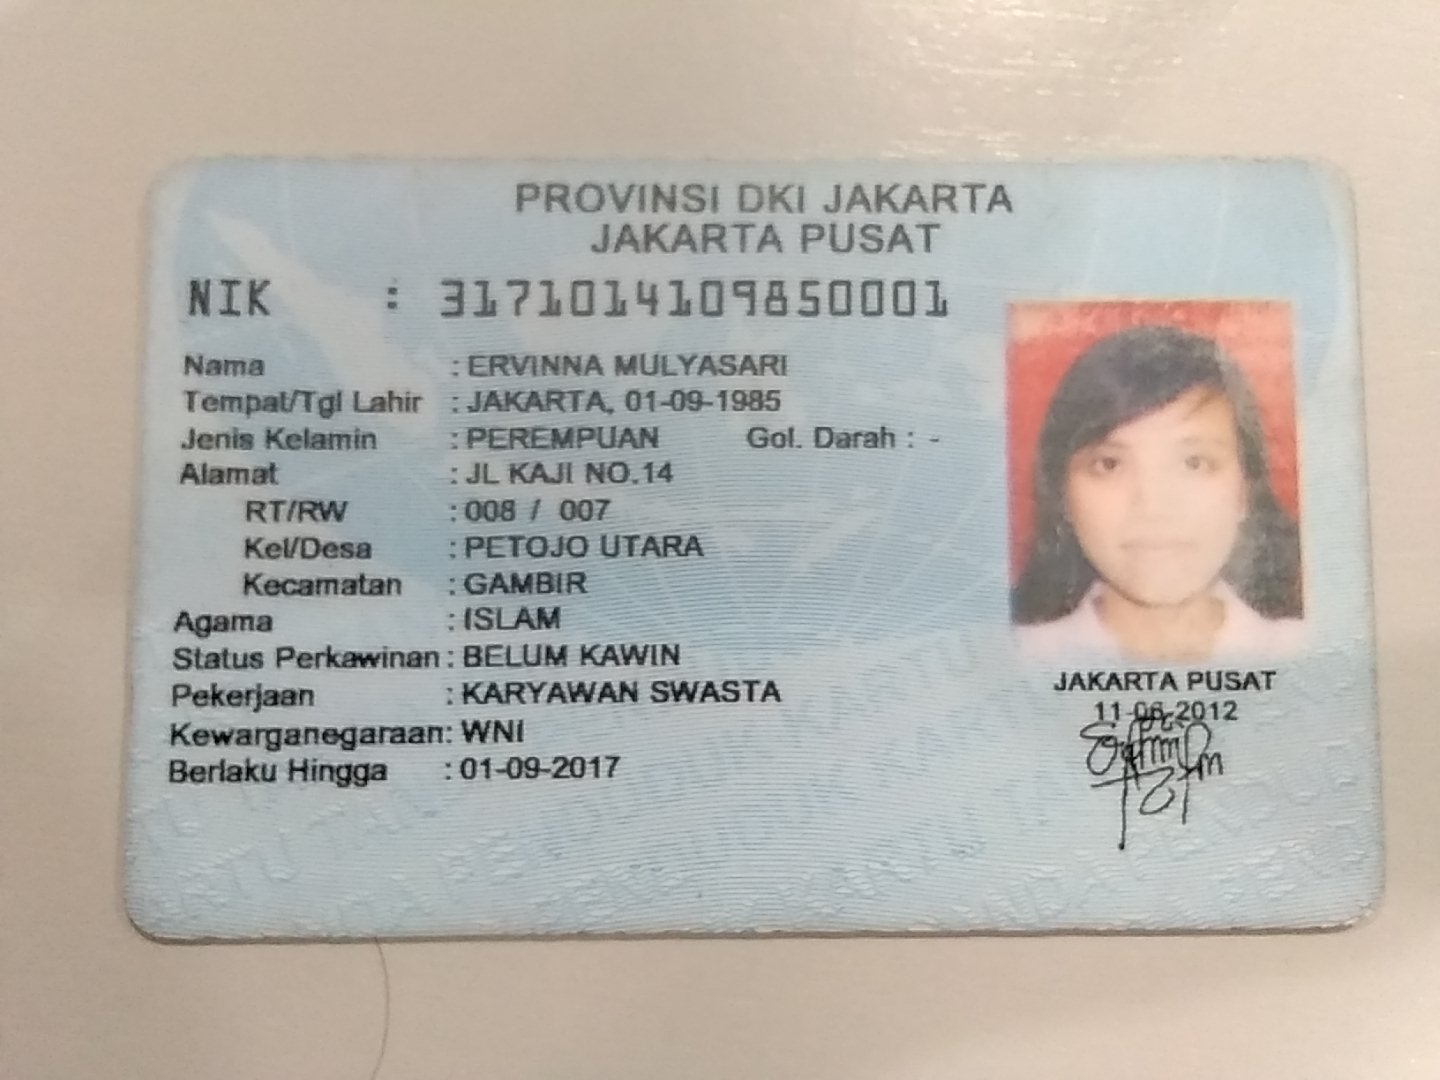 PROVINSI DKI JAKARTA
JAKARTA PUSAT
NIK : 3171014109850001
Nama : ERVINNA MULYASARI
Tempat/Tgl Lahir : JAKARTA, 01-09-1985
Jenis Kelamin : PEREMPUAN Gol. Darah : -
Alamat : JL KAJI NO.14
RT/RW : 008 / 007
Kel/Desa : PETOJO UTARA
Kecamatan : GAMBIR
Agama : ISLAM
Status Perkawinan : BELUM KAWIN
Pekerjaan : KARYAWAN SWASTA
Kewarganegaraan : WNI
Berlaku Hingga : 01-09-2017
JAKARTA PUSAT
11-06-2012